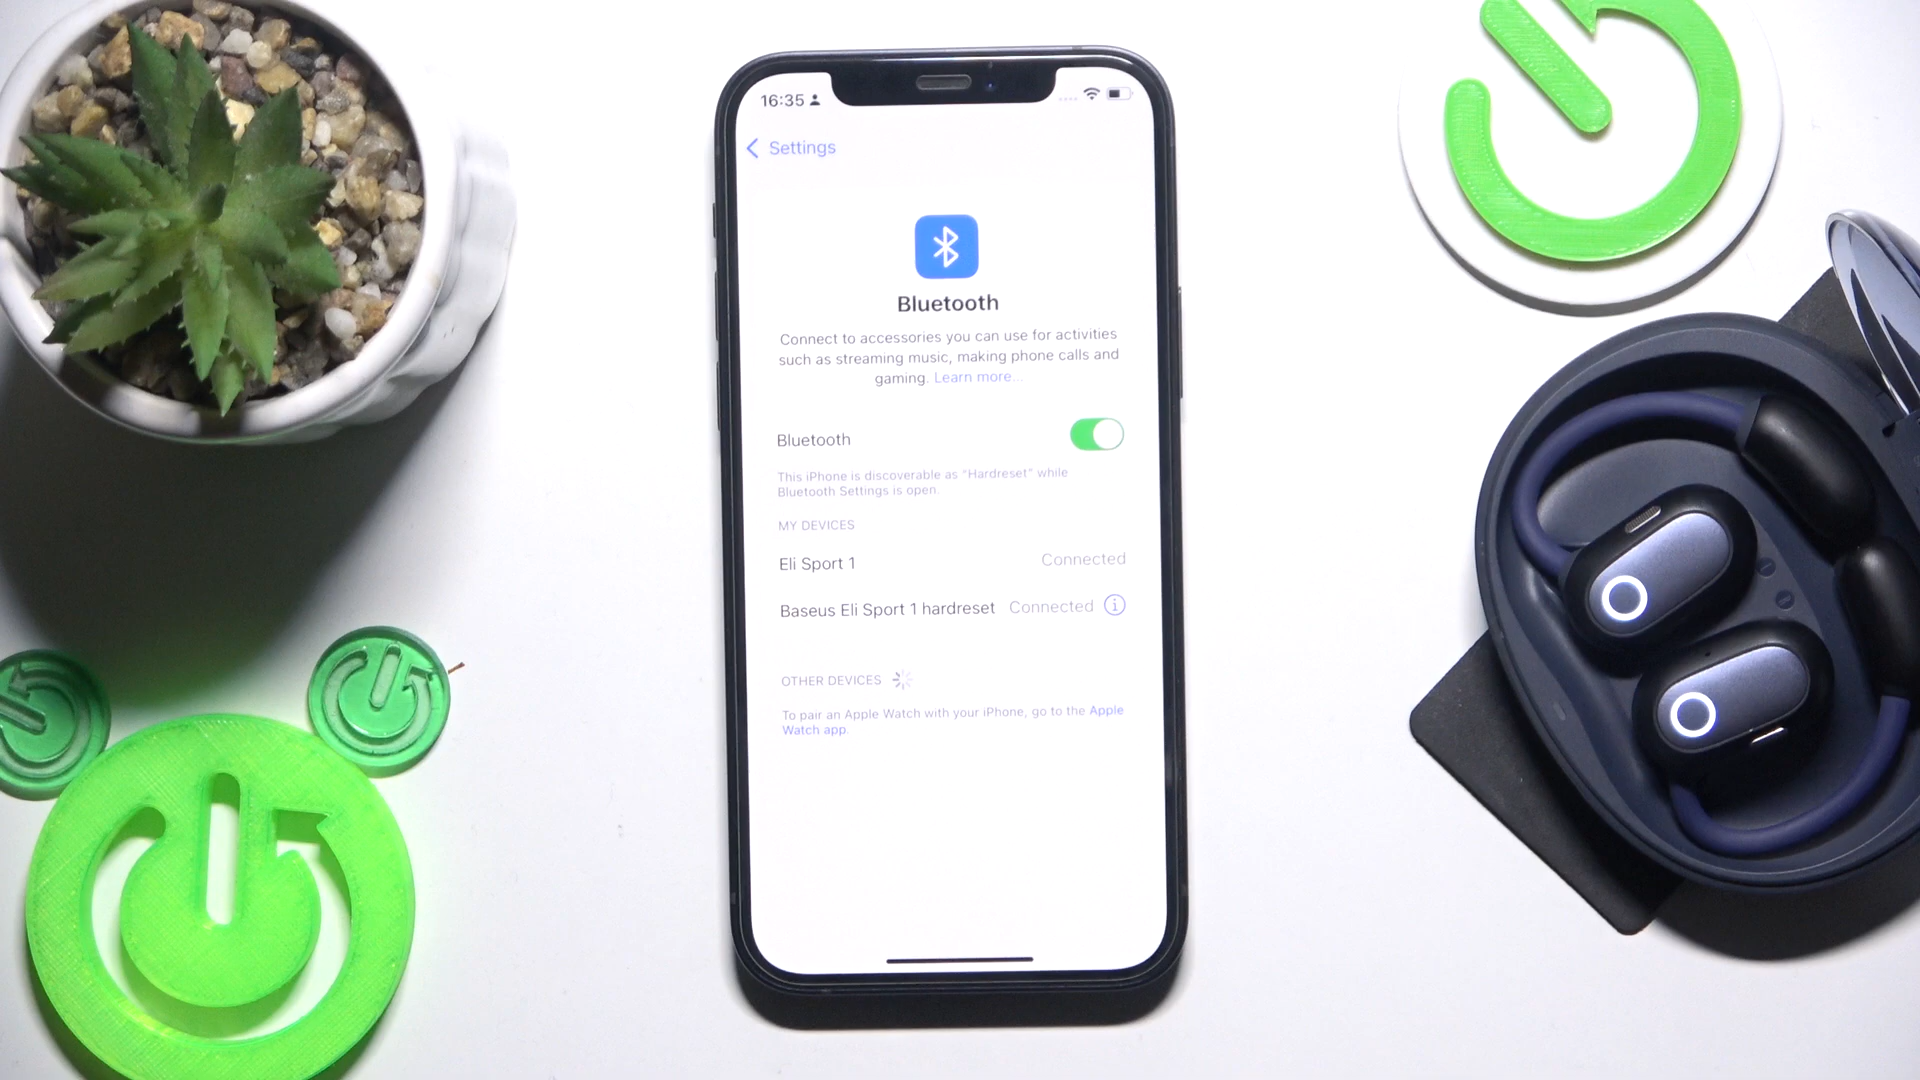 16:35
Settings
Bluetooth
Connect to accessories you can use for activities
such as streaming music, making phone calls and
gaming. Learn more...
Bluetooth
This iPhone is discoverable as “Hardreset” while
Bluetooth Settings is open.
MY DEVICES
Eli Sport 1 Connected
Baseus Eli Sport 1 hardreset Connected
OTHER DEVICES
To pair an Apple Watch with your iPhone, go to the Apple
Watch app.